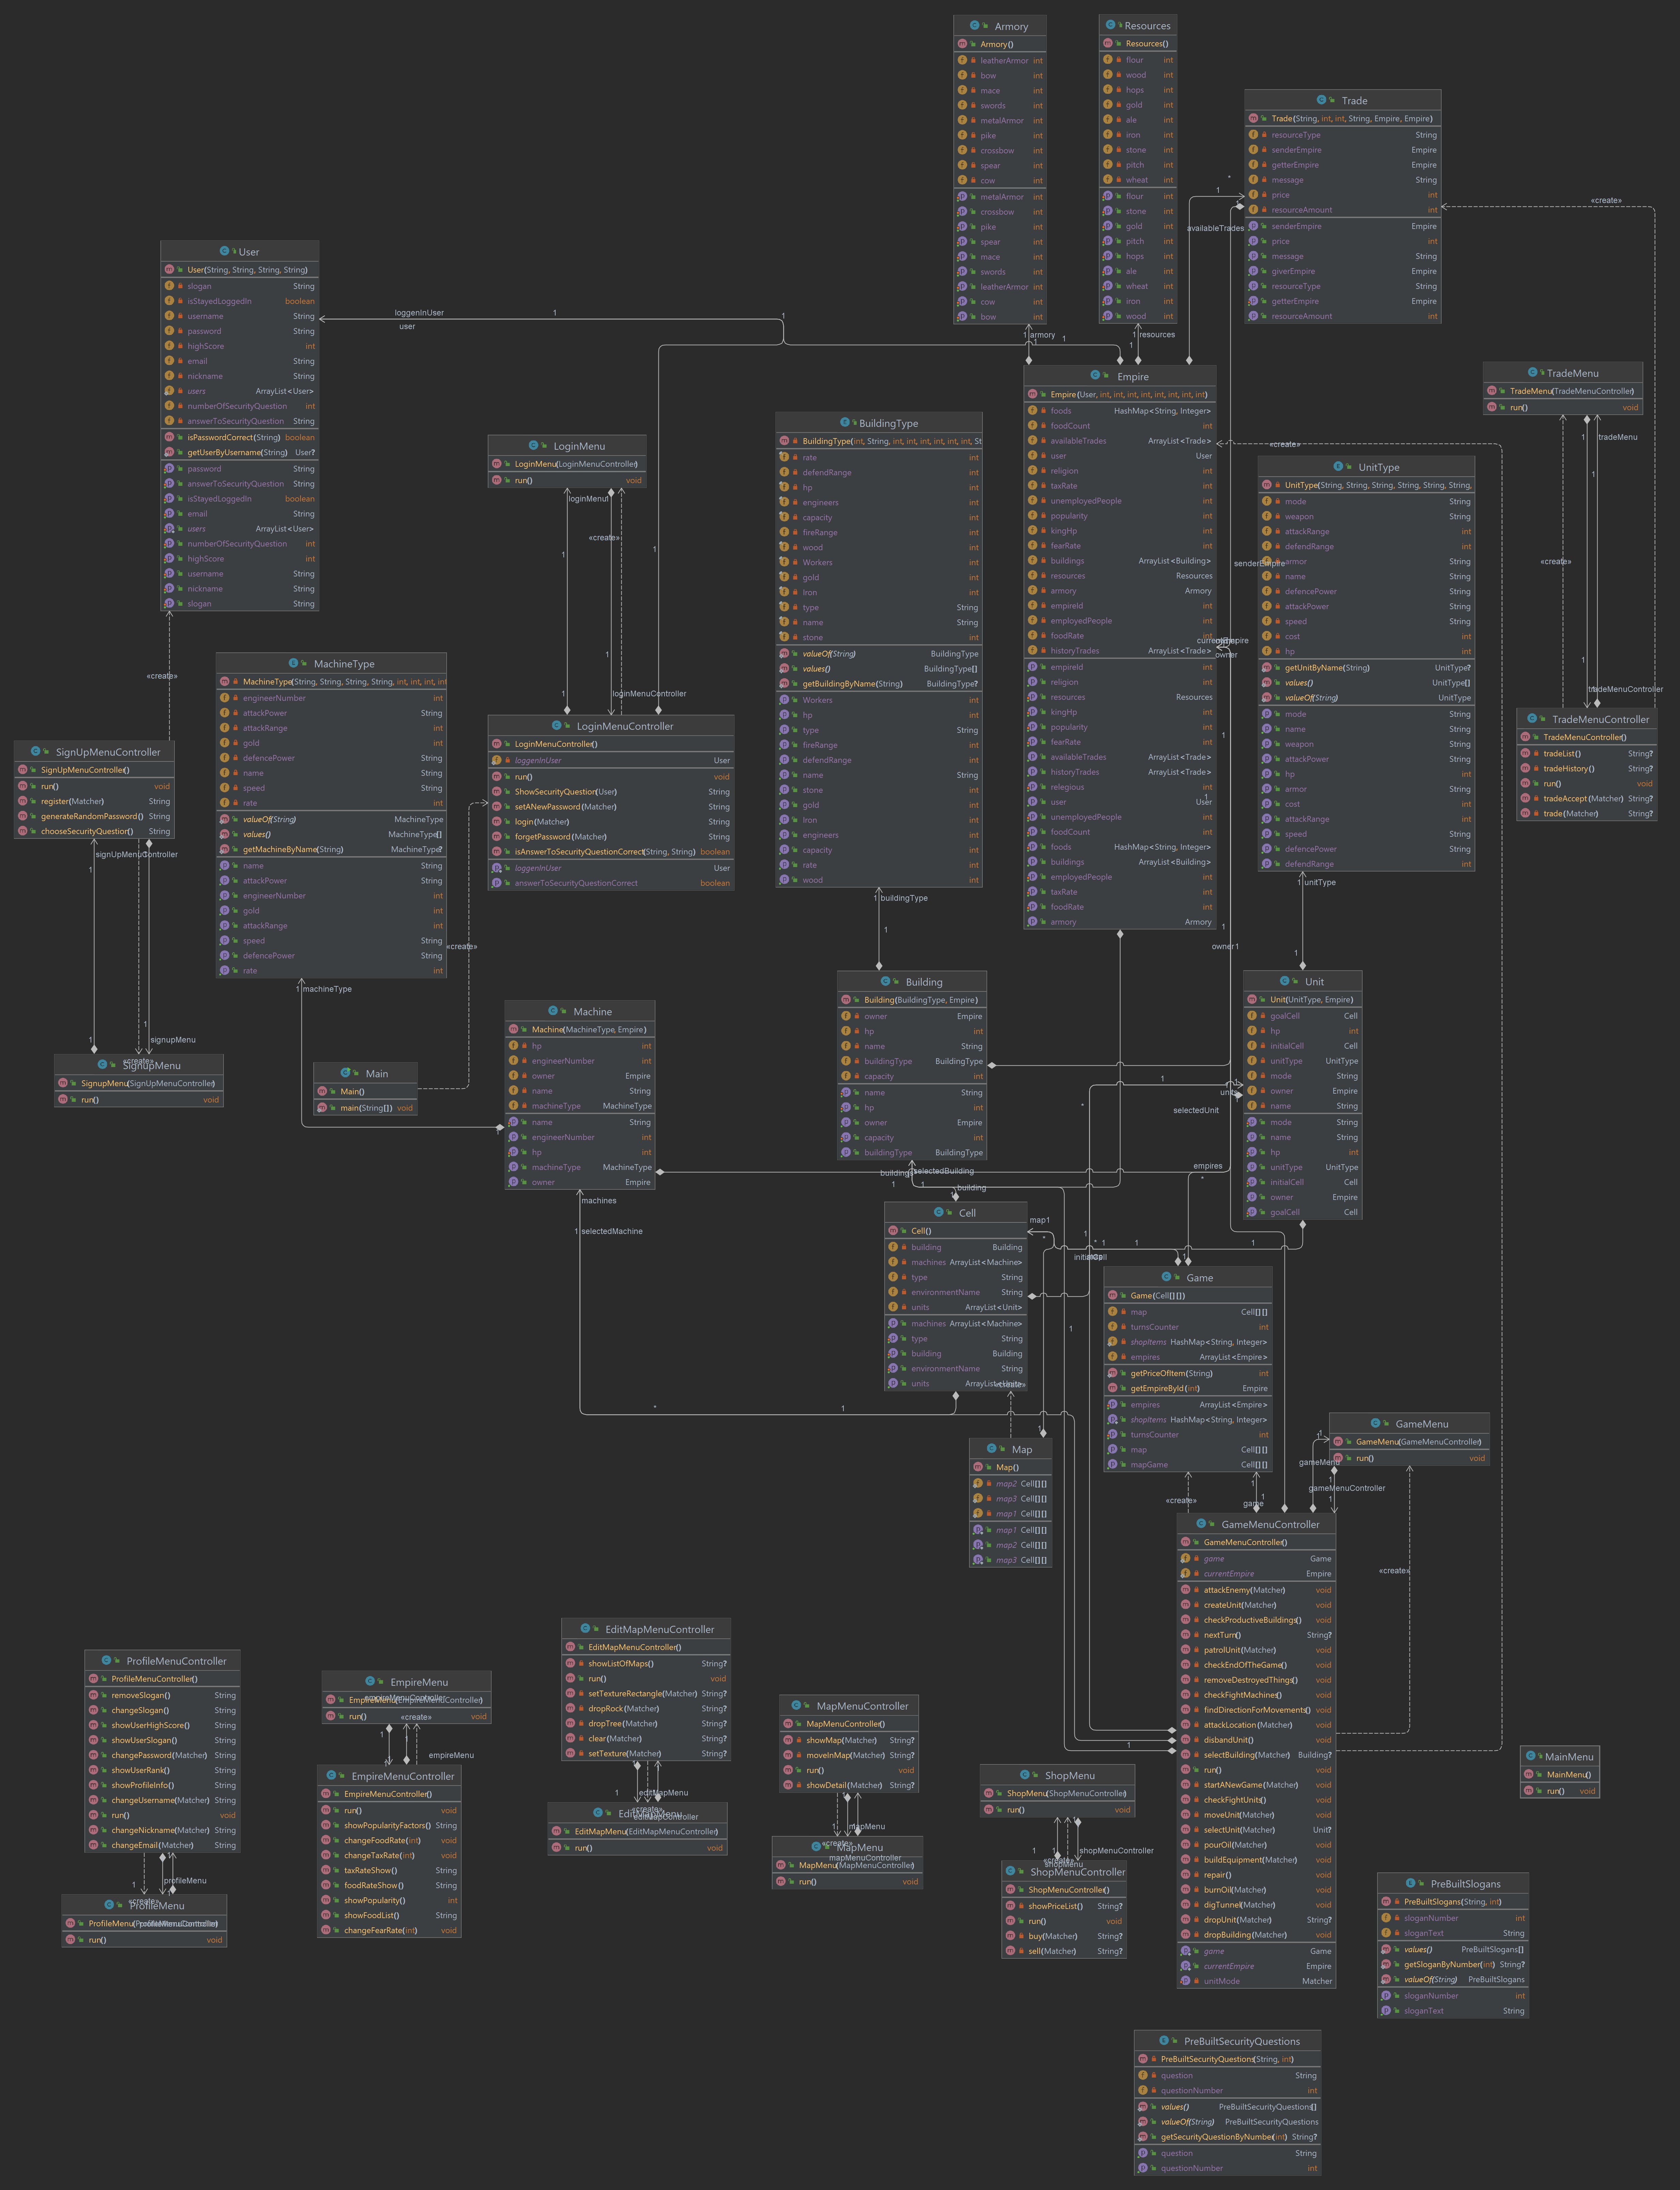 Armory
Armory()
leatherArmor int
bow int
mace int
swords int
metalArmor int
pike int
crossbow int
spear int
cow int
metalArmor int
crossbow int
pike int
spear int
mace int
swords int
leatherArmor int
cow int
bow int
Resources
Resources()
flour int
wood int
hops int
gold int
ale int
iron int
stone int
pitch int
wheat int
flour int
stone int
gold int
pitch int
hops int
ale int
wheat int
iron int
wood int
Trade
Trade(String, int, int, String, Empire, Empire)
resourceType String
senderEmpire Empire
getterEmpire Empire
message String
price int
resourceAmount int
senderEmpire Empire
price int
message String
giverEmpire Empire
resourceType String
getterEmpire Empire
resourceAmount int
*
1
availableTrades
«create»
User
User(String, String, String, String)
slogan String
isStayedLoggedIn boolean
username String
password String
highScore int
email String
nickname String
users ArrayList<User>
numberOfSecurityQuestion int
answerToSecurityQuestion String
isPasswordCorrect(String) boolean
getUserByUsername(String) User?
password String
answerToSecurityQuestion String
isStayedLoggedIn boolean
email String
users ArrayList<User>
numberOfSecurityQuestion int
highScore int
username String
nickname String
slogan String
loggenInUser
user
1
1
1
1 armory
1 resources
1
1
Empire
Empire(User, int, int, int, int, int, int, int, int)
foods HashMap<String, Integer>
foodCount int
availableTrades ArrayList<Trade>
user User
religion int
taxRate int
unemployedPeople int
popularity int
kingHp int
fearRate int
buildings ArrayList<Building>
resources Resources
armory Armory
empireId int
employedPeople int
foodRate int
historyTrades ArrayList<Trade>
empireId int
religion int
resources Resources
kingHp int
popularity int
fearRate int
availableTrades ArrayList<Trade>
historyTrades ArrayList<Trade>
relegious int
user User
unemployedPeople int
foodCount int
foods HashMap<String, Integer>
buildings ArrayList<Building>
employedPeople int
taxRate int
foodRate int
armory Armory
«create»
senderEmpire
owner
1
1
1
owner1
TradeMenu
TradeMenu(TradeMenuController)
run() void
1
tradeMenu
«create»
1
1
tradeMenuController
TradeMenuController
TradeMenuController()
tradeList() String?
tradeHistory() String?
run() void
tradeAccept(Matcher) String?
trade(Matcher) String?
BuildingType
BuildingType(int, String, int, int, int, int, int, int, St
rate int
defendRange int
hp int
engineers int
capacity int
fireRange int
wood int
Workers int
gold int
Iron int
type String
name String
stone int
valueOf(String) BuildingType
values() BuildingType[]
getBuildingByName(String) BuildingType?
Workers int
hp int
type String
fireRange int
defendRange int
name String
stone int
gold int
Iron int
engineers int
capacity int
rate int
wood int
1 buildingType
1
UnitType
UnitType(String, String, String, String, String, String,
mode String
weapon String
attackRange int
defendRange int
armor String
name String
defencePower String
attackPower String
speed String
cost int
hp int
getUnitByName(String) UnitType?
values() UnitType[]
valueOf(String) UnitType
mode String
name String
weapon String
attackPower String
hp int
armor String
cost int
attackRange int
speed String
defencePower String
defendRange int
1 unitType
1
LoginMenu
LoginMenu(LoginMenuController)
run() void
loginMenu
1
«create»
1
1
1
loginMenuController
LoginMenuController
LoginMenuController()
loggenInUser User
run() void
ShowSecurityQuestion(User) String
setANewPassword(Matcher) String
login(Matcher) String
forgetPassword(Matcher) String
isAnswerToSecurityQuestionCorrect(String, String) boolean
loggenInUser User
answerToSecurityQuestionCorrect boolean
«create»
MachineType
MachineType(String, String, String, String, int, int, int, int
engineerNumber int
attackPower String
attackRange int
gold int
defencePower String
name String
speed String
rate int
valueOf(String) MachineType
values() MachineType[]
getMachineByName(String) MachineType?
name String
attackPower String
engineerNumber int
gold int
attackRange int
speed String
defencePower String
rate int
«create»
1 machineType
1
SignUpMenuController
SignUpMenuController()
run() void
register(Matcher) String
generateRandomPassword() String
chooseSecurityQuestion() String
signUpMenuController
1
1
1
signupMenu
«create»
1
SignupMenu
SignupMenu(SignUpMenuController)
run() void
Main
Main()
main(String[]) void
Machine
Machine(MachineType, Empire)
hp int
engineerNumber int
owner Empire
name String
machineType MachineType
name String
engineerNumber int
hp int
machineType MachineType
owner Empire
machines
1 selectedMachine
Building
Building(BuildingType, Empire)
owner Empire
hp int
name String
buildingType BuildingType
capacity int
name String
hp int
owner Empire
capacity int
buildingType BuildingType
selectedBuilding
1
1
building
1
Unit
Unit(UnitType, Empire)
goalCell Cell
hp int
initialCell Cell
unitType UnitType
mode String
owner Empire
name String
mode String
name String
hp int
unitType UnitType
initialCell Cell
owner Empire
goalCell Cell
1
*
selectedUnit
empires
*
Cell
Cell()
building Building
machines ArrayList<Machine>
type String
environmentName String
units ArrayList<Unit>
machines ArrayList<Machine>
type String
building Building
environmentName String
units
«create»
map1
*
1
1
1
1
*
1
Map
Map()
map2 Cell[][]
map3 Cell[][]
map1 Cell[][]
map1 Cell[][]
map2 Cell[][]
map3 Cell[][]
Game
Game(Cell[][])
map Cell[][]
turnsCounter int
shopItems HashMap<String, Integer>
empires ArrayList<Empire>
getPriceOfItem(String) int
getEmpireById(int) Empire
empires ArrayList<Empire>
shopItems HashMap<String, Integer>
turnsCounter int
map Cell[][]
mapGame Cell[][]
«create»
1
1
game
GameMenu
GameMenu(GameMenuController)
run() void
gameMenu
1
1
gameMenuController
«create»
GameMenuController
GameMenuController()
game Game
currentEmpire Empire
attackEnemy(Matcher) void
createUnit(Matcher) void
checkProductiveBuildings() void
nextTurn() String?
patrolUnit(Matcher) void
checkEndOfTheGame() void
removeDestroyedThings() void
checkFightMachines() void
findDirectionForMovements() void
attackLocation(Matcher) void
disbandUnit() void
selectBuilding(Matcher) Building?
run() void
startANewGame(Matcher) void
checkFightUnits() void
moveUnit(Matcher) void
selectUnit(Matcher) Unit?
pourOil(Matcher) void
buildEquipment(Matcher) void
repair() void
burnOil(Matcher) void
digTunnel(Matcher) void
dropUnit(Matcher) String?
dropBuilding(Matcher) void
game Game
currentEmpire Empire
unitMode Matcher
1
ProfileMenuController
ProfileMenuController()
removeSlogan() String
changeSlogan() String
showUserHighScore() String
showUserSlogan() String
changePassword(Matcher) String
showUserRank() String
showProfileInfo() String
changeUsername(Matcher) String
run() void
changeNickname(Matcher) String
changeEmail(Matcher) String
1
profileMenu
«create»
ProfileMenu
run() void
EmpireMenu
run() void
«create»
1
1
empireMenu
EmpireMenuController
EmpireMenuController()
run() void
showPopularityFactors() String
changeFoodRate(int) void
changeTaxRate(int) void
taxRateShow() String
foodRateShow() String
showPopularity() int
showFoodList() String
changeFearRate(int) void
EditMapMenuController
EditMapMenuController()
showListOfMaps() String?
run() void
setTextureRectangle(Matcher) String?
dropRock(Matcher) String?
dropTree(Matcher) String?
clear(Matcher) String?
setTexture(Matcher) String?
1
1
EditMapMenu(EditMapMenuController)
run() void
MapMenuController
MapMenuController()
showMap(Matcher) String?
moveInMap(Matcher) String?
run() void
showDetail(Matcher) String?
mapMenu
«create»
MapMenu
mapMenuController
MapMenu(MapMenuController)
run() void
ShopMenu
ShopMenu(ShopMenuController)
run() void
1
1
shopMenuController
«create»
shopMenu
ShopMenuController
ShopMenuController()
showPriceList() String?
run() void
buy(Matcher) String?
sell(Matcher) String?
MainMenu
MainMenu()
run() void
PreBuiltSlogans
PreBuiltSlogans(String, int)
sloganNumber int
sloganText String
values() PreBuiltSlogans[]
getSloganByNumber(int) String?
valueOf(String) PreBuiltSlogans
sloganNumber int
sloganText String
PreBuiltSecurityQuestions
PreBuiltSecurityQuestions(String, int)
question String
questionNumber int
values() PreBuiltSecurityQuestions[]
valueOf(String) PreBuiltSecurityQuestions
getSecurityQuestionByNumber(int) String?
question String
questionNumber int